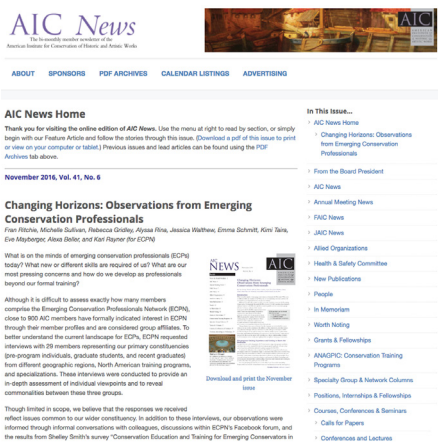 AIC News
The bi-monthly member newsletter of the
American Institute for Conservation of Historic and Artistic Works
AIC
ABOUT
SPONSORS
PDF ARCHIVES
CALENDAR LISTINGS
ADVERTISING
AIC News Home
Thank you for visiting the online edition of AIC News. Use the menu at right to read by section, or simply
begin with our Feature Article and follow the stories through this issue. (Download a pdf of this issue to print
or view on your computer or tablet.) Previous issues and lead articles can be found using the PDF
Archives tab above.
November 2016, Vol. 41, No. 6
Changing Horizons: Observations from Emerging
Conservation Professionals
Fran Ritchie, Michelle Sullivan, Rebecca Gridley, Alyssa Rina, Jessica Walthew, Emma Schmitt, Kimi Taira,
Eve Mayberger, Alexa Beller, and Kari Rayner (for ECPN)
What is on the minds of emerging conservation professionals (ECPs)
today? What new or different skills are required of us? What are our
most pressing concerns and how do we develop as professionals
beyond our formal training?
Although it is difficult to assess exactly how many members
comprise the Emerging Conservation Professionals Network (ECPN),
close to 900 AIC members have formally indicated interest in ECPN
through their member profiles and are considered group affiliates. To
better understand the current landscape for ECPs, ECPN requested
interviews with 29 members representing our primary constituencies
(pre-program individuals, graduate students, and recent graduates)
from different geographic regions, North American training programs,
and specializations. These interviews were conducted to provide an
in-depth assessment of individual viewpoints and to reveal
commonalities between these three groups.
Though limited in scope, we believe that the responses we received
reflect issues common to our wider constituency. In addition to these interviews, our observations were
informed through informal conversations with colleagues, discussions within ECPN's Facebook forum, and
the results from Shelley Smith's survey "Conservation Education and Training for Emerging Conservators in
NEWS
AIC
Download and print the November
issue
In This Issue...
AIC News Home
Changing Horizons: Observations
from Emerging Conservation
Professionals
From the Board President
AIC News
Annual Meeting News
FAIC News
JAIC News
Allied Organizations
Health & Safety Committee
New Publications
People
In Memoriam
Worth Noting
Grants & Fellowships
ANAGPIC: Conservation Training
Programs
Specialty Group & Network Columns
Positions, Internships & Fellowships
Courses, Conferences & Seminars
Calls for Papers
Conferences and Lectures